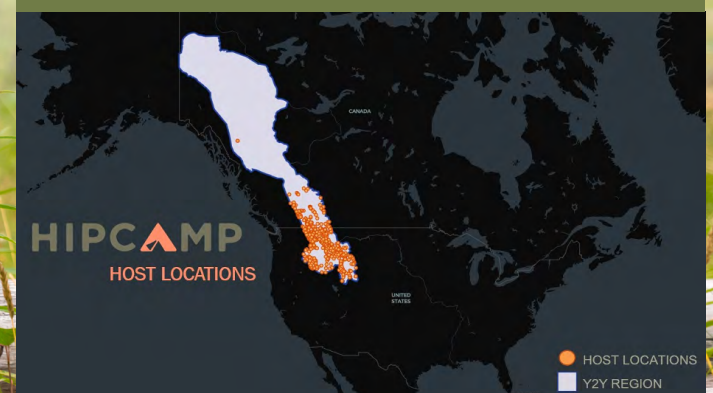 CANADA
HIPCAMP
HOST LOCATIONS
UNITED
STATES
HOST LOCATIONS
Y2Y REGION